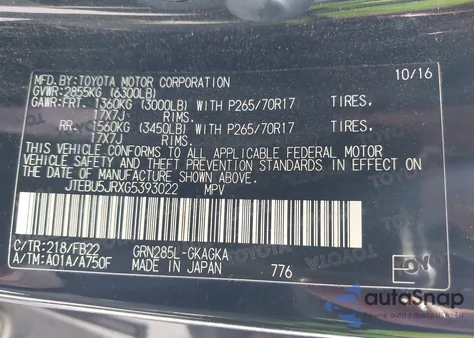 MFD.BY:TOYOTA MOTOR CORPORATION 10/16
GVWR:2855KG (6300LB)
GAWR:FRT. 1360KG (3000LB) WITH P265/70R17 TIRES.
17X7J- RIMS.
RR. 1560KG (3450LB) WITH P265/70R17 TIRES.
17X7J- RIMS.
THIS VEHICLE CONFORMS TO ALL APPLICABLE FEDERAL MOTOR
VEHICLE SAFETY AND THEFT PREVENTION STANDARDS IN EFFECT ON
THE DATE OF MANUFACTURE SHOWN ABOVE.
JTEBU5JRXG5393022 MPV
C/TR:218/FB22 GRN285L-GKAGKA
A/TM:A01A/A750F MADE IN JAPAN 776
autoSnap